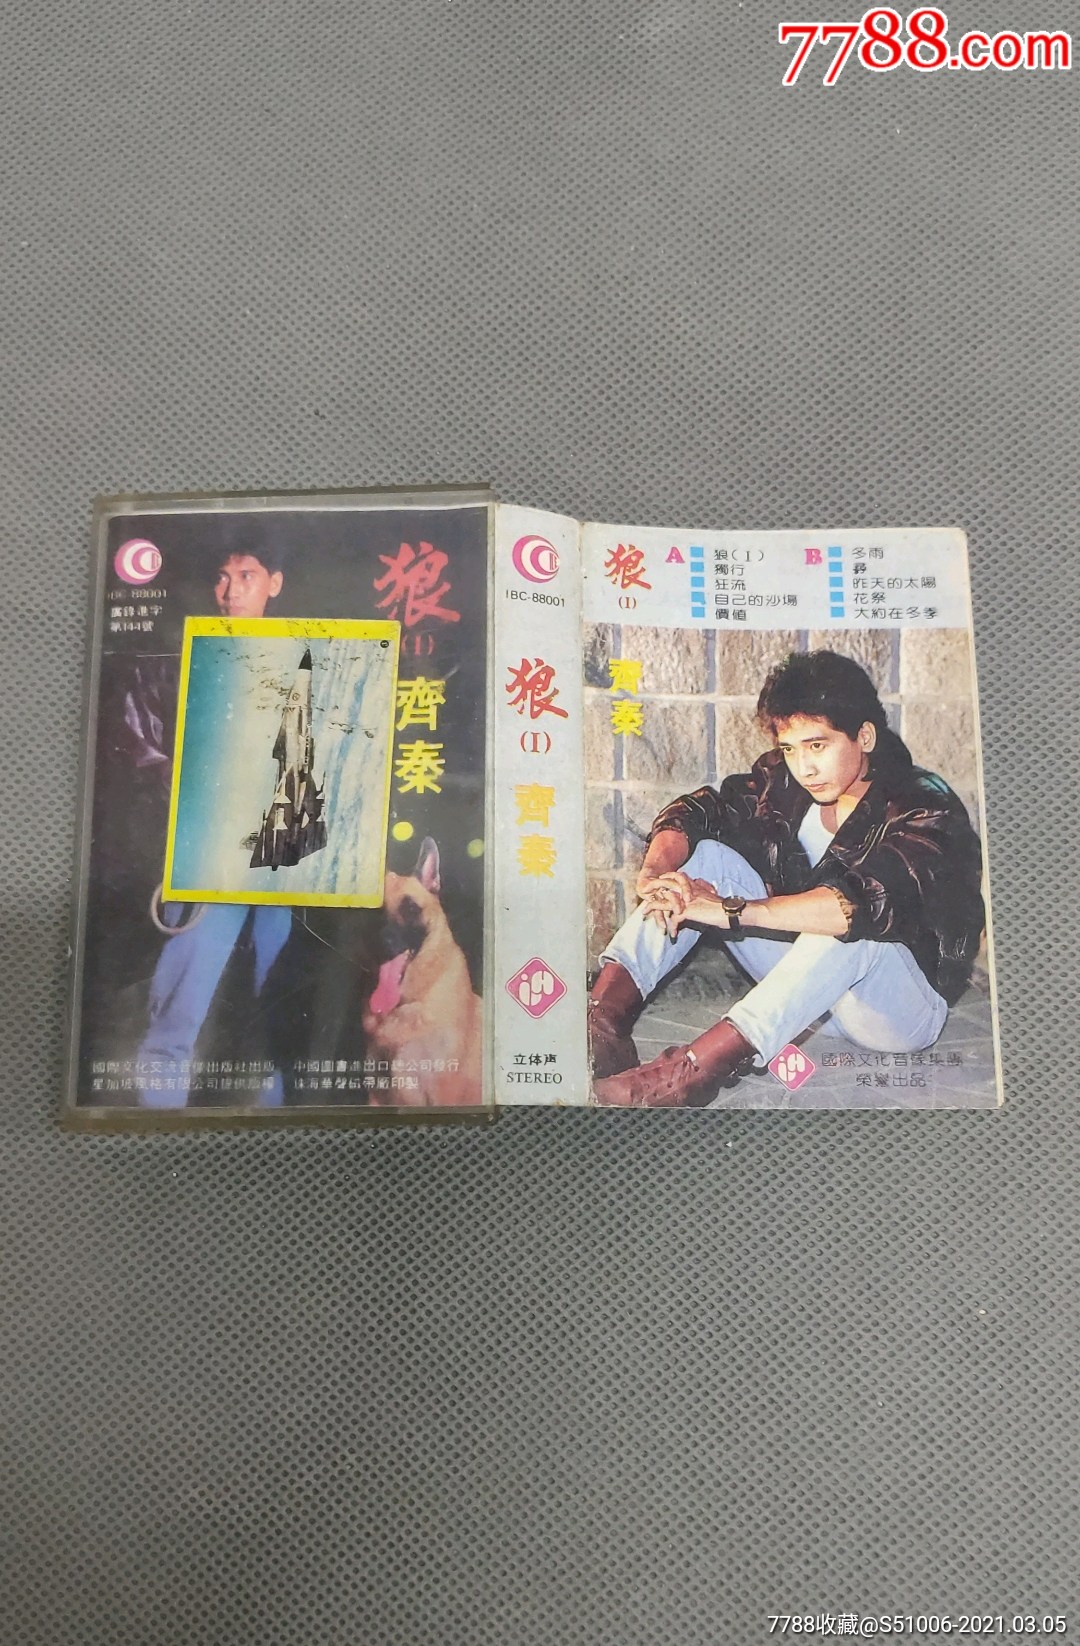 7788.com
IBC-88001
廣錄進字
第144號
狼
(I)
齊秦
國際文化交流音像出版社出版 中國圖書進出口總公司發行
星加坡風格有限公司提供版權 珠海華聲磁帶廠印製
IBC-88001
狼
(I)
齊秦
立体声
STEREO
狼
(I)
A
狼(I)
獨行
狂流
自己的沙場
價值
B
冬雨
尋
昨天的太陽
花祭
大約在冬季
齊秦
國際文化音像集團
榮譽出品
7788收藏@S51006-2021.03.05